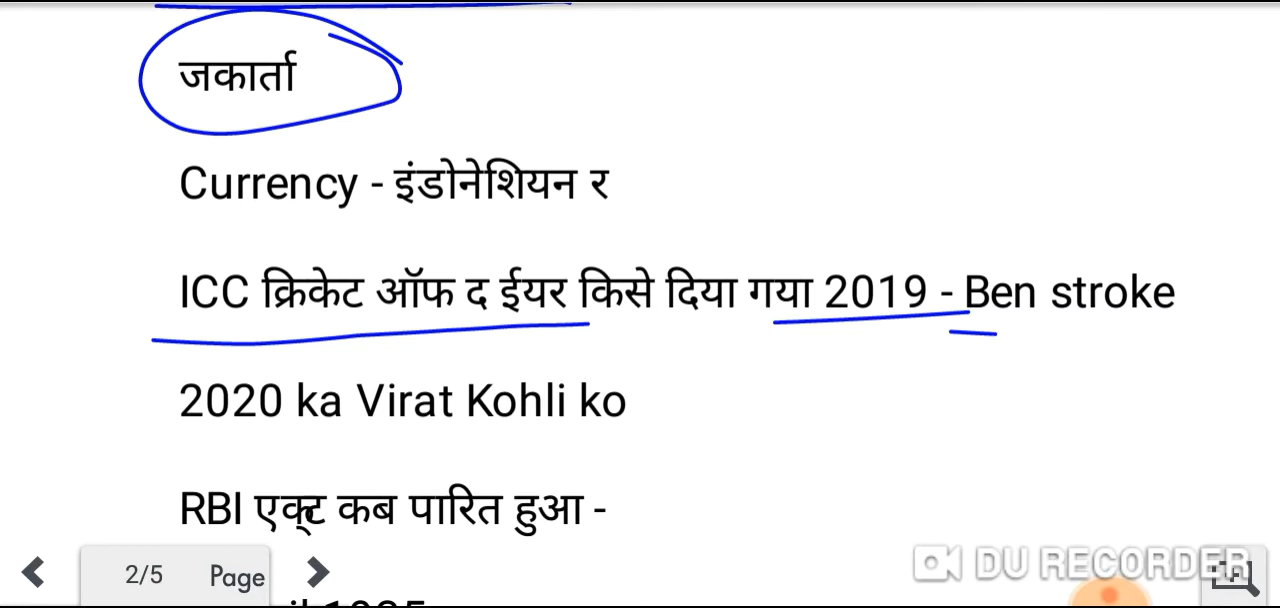 जकार्ता
Currency - इंडोनेशियन र
ICC क्रिकेट ऑफ द ईयर किसे दिया गया 2019 - Ben stroke
2020 ka Virat Kohli ko
RBI एक्ट कब पारित हुआ -
2/5 Page
DU RECORDER